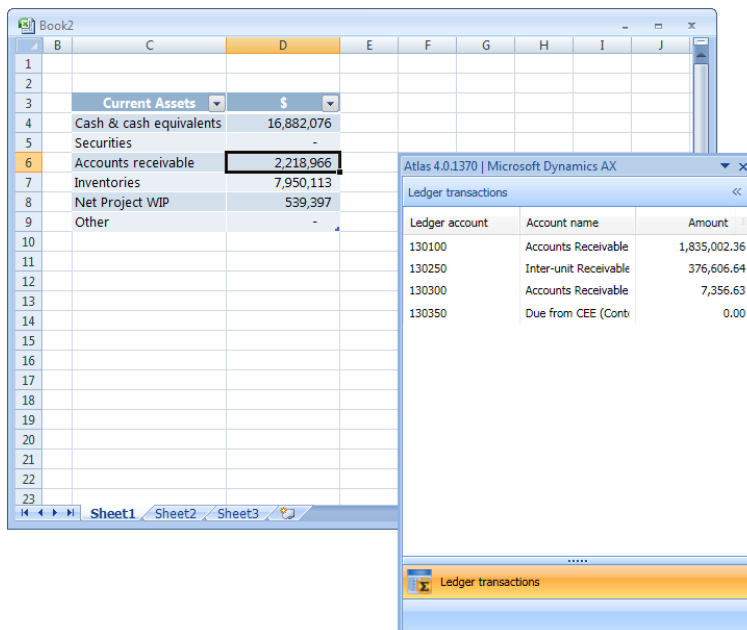 Book2
B C D E F G H I J
1
2
3 Current Assets $
4 Cash & cash equivalents 16,882,076
5 Securities -
6 Accounts receivable 2,218,966
7 Inventories 7,950,113
8 Net Project WIP 539,397
9 Other -
10
11
12
13
14
15
16
17
18
19
20
21
22
23
Sheet1 Sheet2 Sheet3
Atlas 4.0.1370 | Microsoft Dynamics AX
Ledger transactions
Ledger account Account name Amount
130100 Accounts Receivable 1,835,002.36
130250 Inter-unit Receivable 376,606.64
130300 Accounts Receivable 7,356.63
130350 Due from CEE (Cont 0.00
Σ Ledger transactions